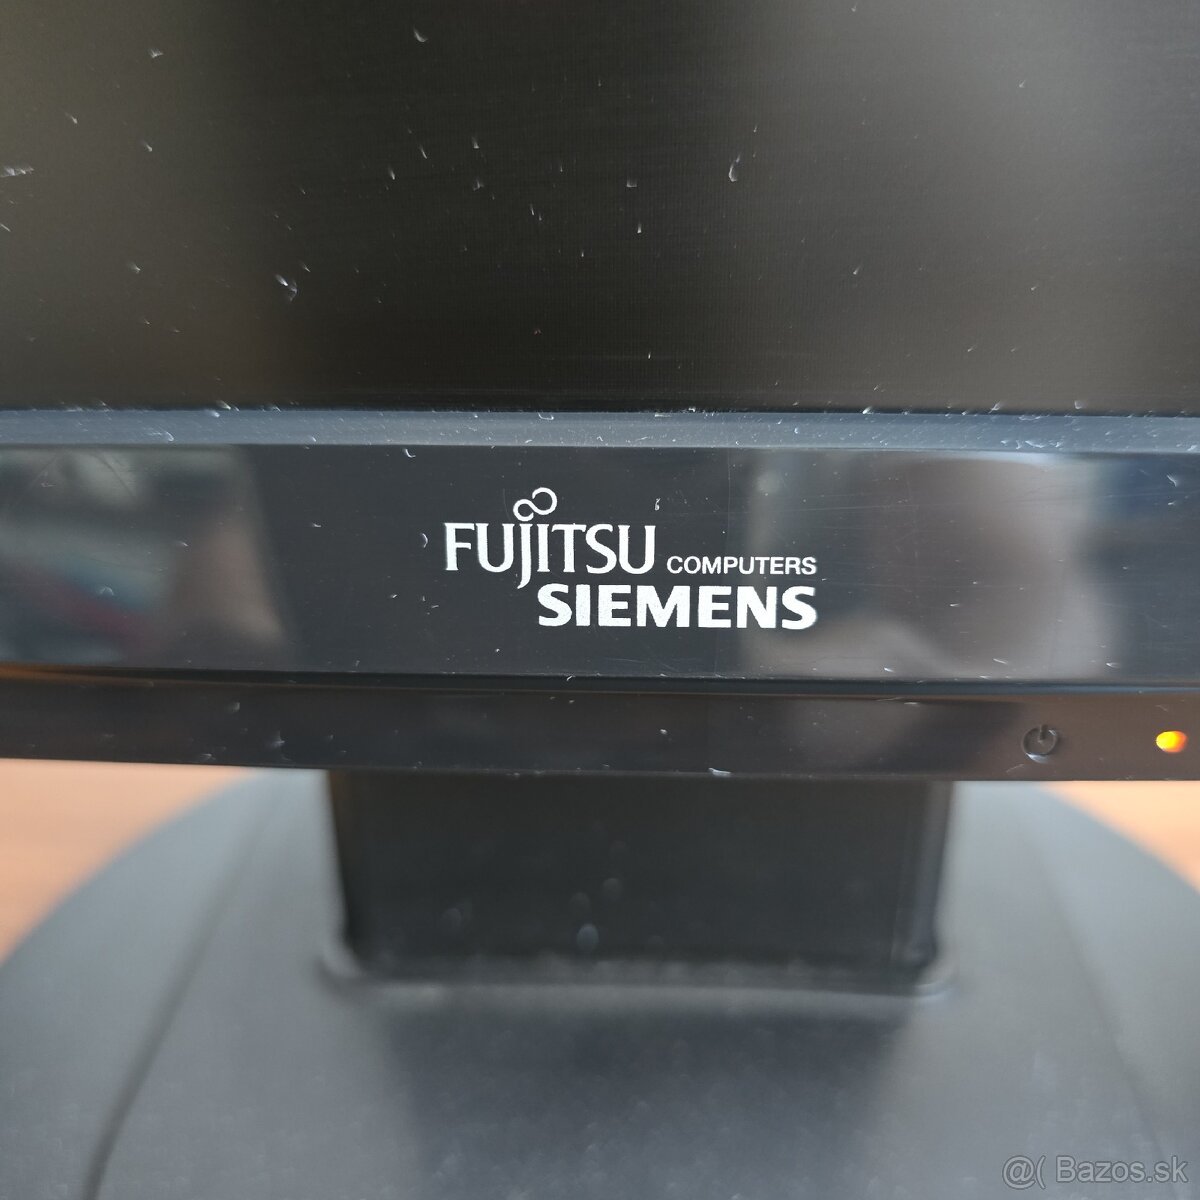 FUJITSU COMPUTERS
SIEMENS
@( Bazos.sk